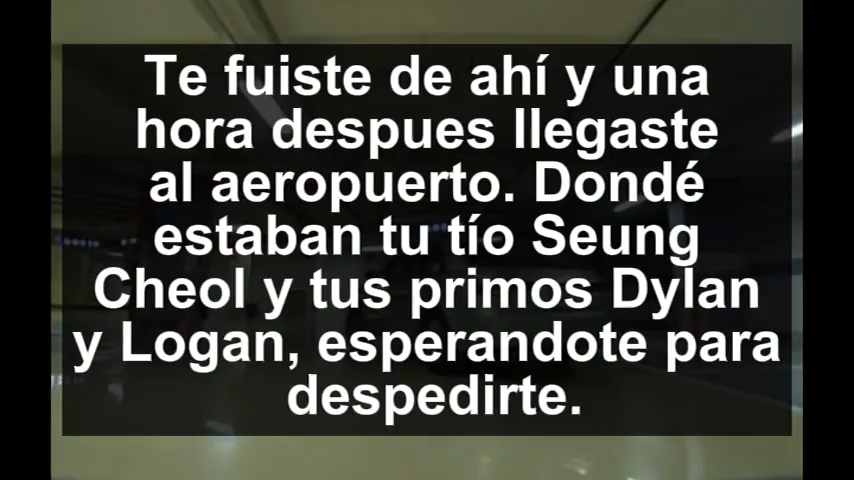 Te fuiste de ahí y una
hora despues llegaste
al aeropuerto. Dondé
estaban tu tío Seung
Cheol y tus primos Dylan
y Logan, esperandote para
despedirte.